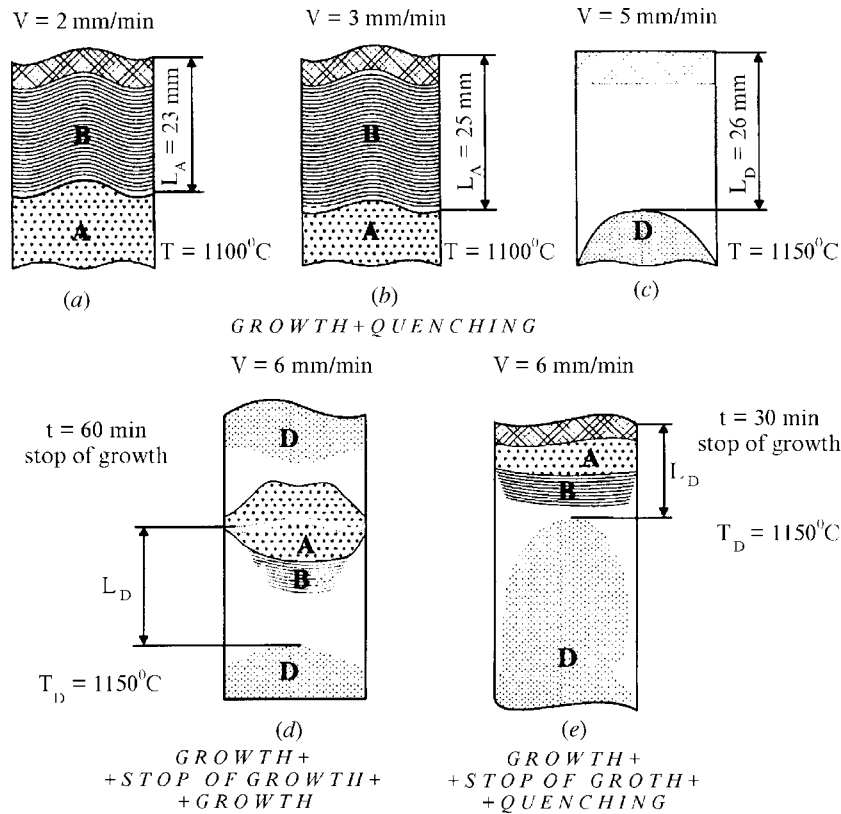 V = 2 mm/min
V = 3 mm/min
V = 5 mm/min
B
A
L_A = 23 mm
T = 1100⁰C
B
A
L_A = 25 mm
T = 1100⁰C
D
L_D = 26 mm
T = 1150⁰C
(a)
(b)
(c)
GROWTH+QUENCHING
V = 6 mm/min
V = 6 mm/min
t = 60 min
stop of growth
D
A
B
D
L_D
T_D = 1150⁰C
t = 30 min
stop of growth
A
B
D
L_D
T_D = 1150⁰C
(d)
GROWTH+
+STOP OF GROWTH+
+GROWTH
(e)
GROWTH+
+STOP OF GROTH+
+QUENCHING